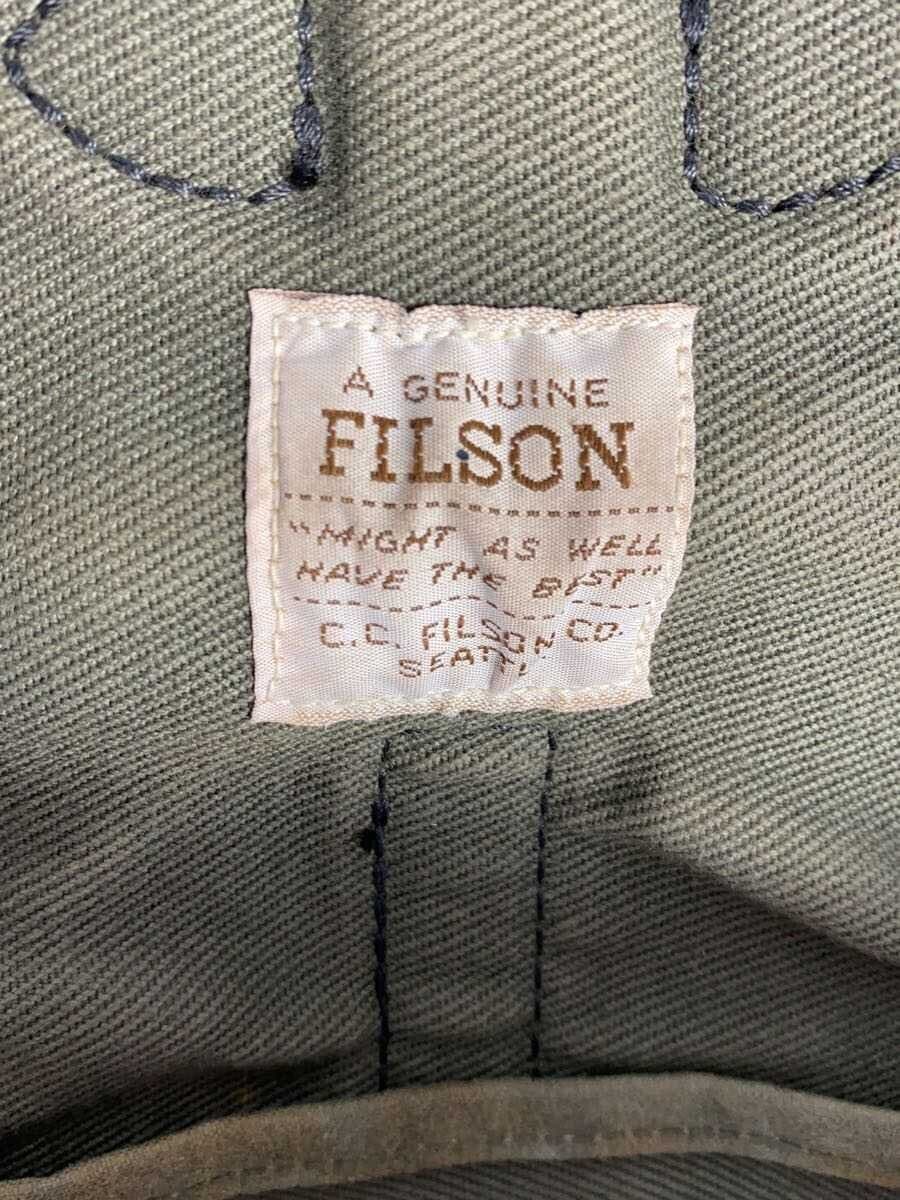 A GENUINE
FILSON
"MIGHT AS WELL
HAVE THE BEST"
C.C. FILSON CO.